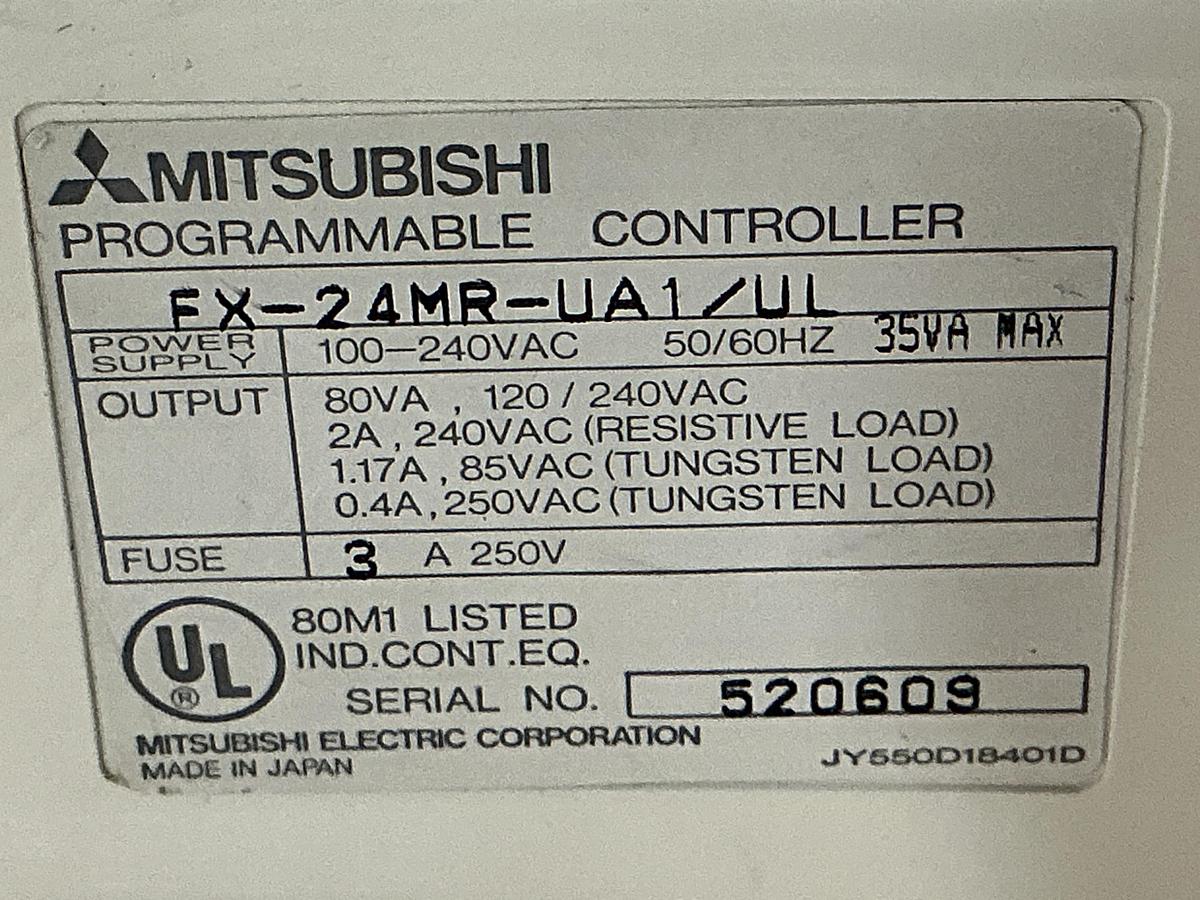 MITSUBISHI
PROGRAMMABLE CONTROLLER
FX-24MR-UA1/UL
POWER SUPPLY 100-240VAC 50/60HZ 35VA MAX
OUTPUT 80VA , 120 / 240VAC
2A , 240VAC (RESISTIVE LOAD)
1.17A , 85VAC (TUNGSTEN LOAD)
0.4A , 250VAC (TUNGSTEN LOAD)
FUSE 3 A 250V
UL ® 80M1 LISTED
IND.CONT.EQ.
SERIAL NO. 520609
MITSUBISHI ELECTRIC CORPORATION
MADE IN JAPAN JY550D18401D